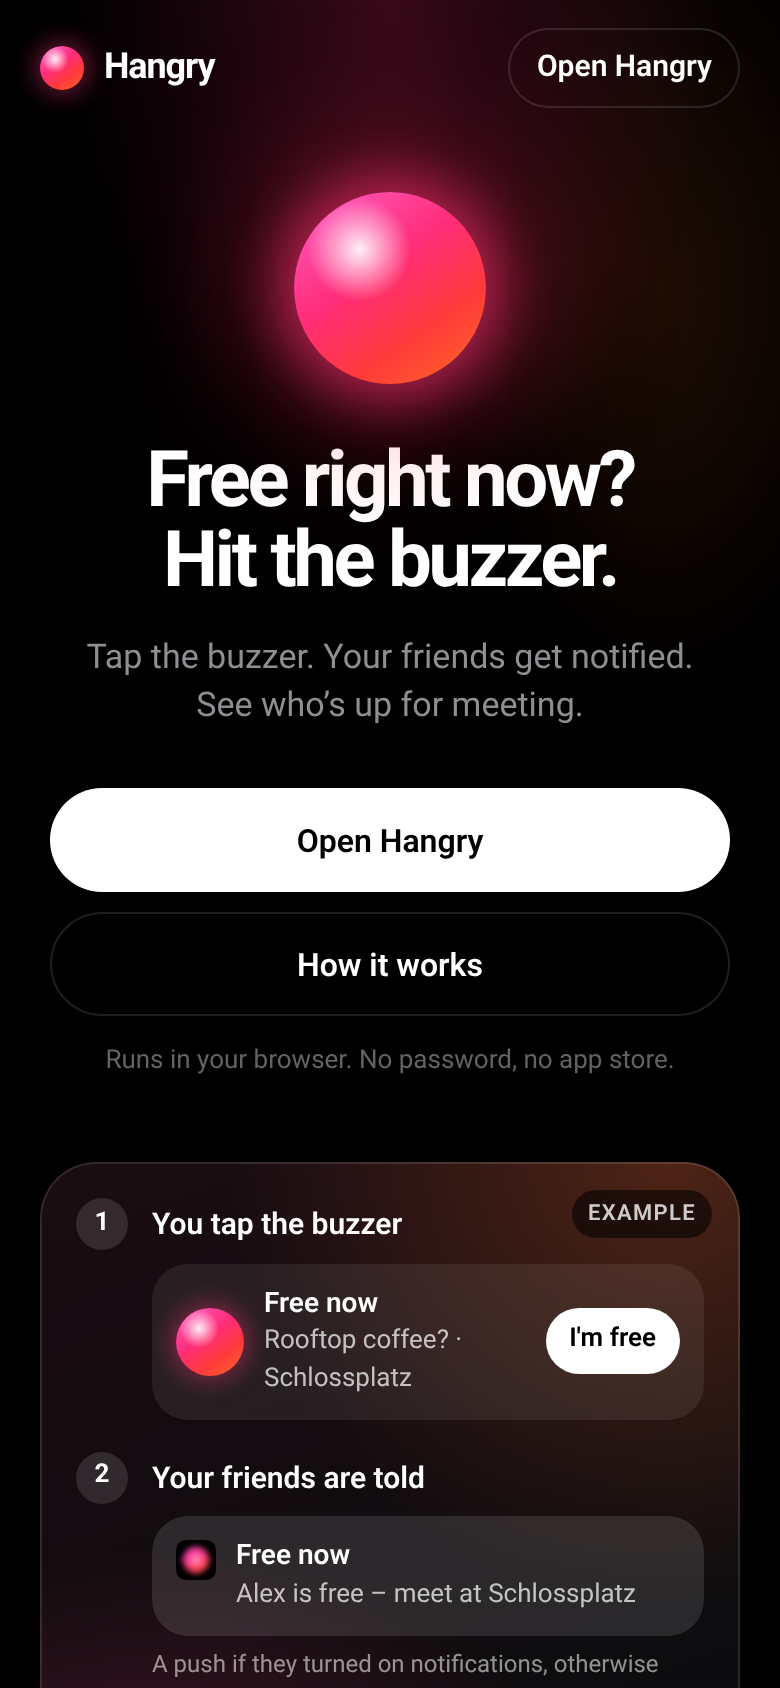 Hangry
Open Hangry
Free right now?
Hit the buzzer.
Tap the buzzer. Your friends get notified.
See who’s up for meeting.
Open Hangry
How it works
Runs in your browser. No password, no app store.
1
You tap the buzzer
EXAMPLE
Free now
Rooftop coffee? ·
Schlossplatz
I'm free
2
Your friends are told
Free now
Alex is free – meet at Schlossplatz
A push if they turned on notifications, otherwise